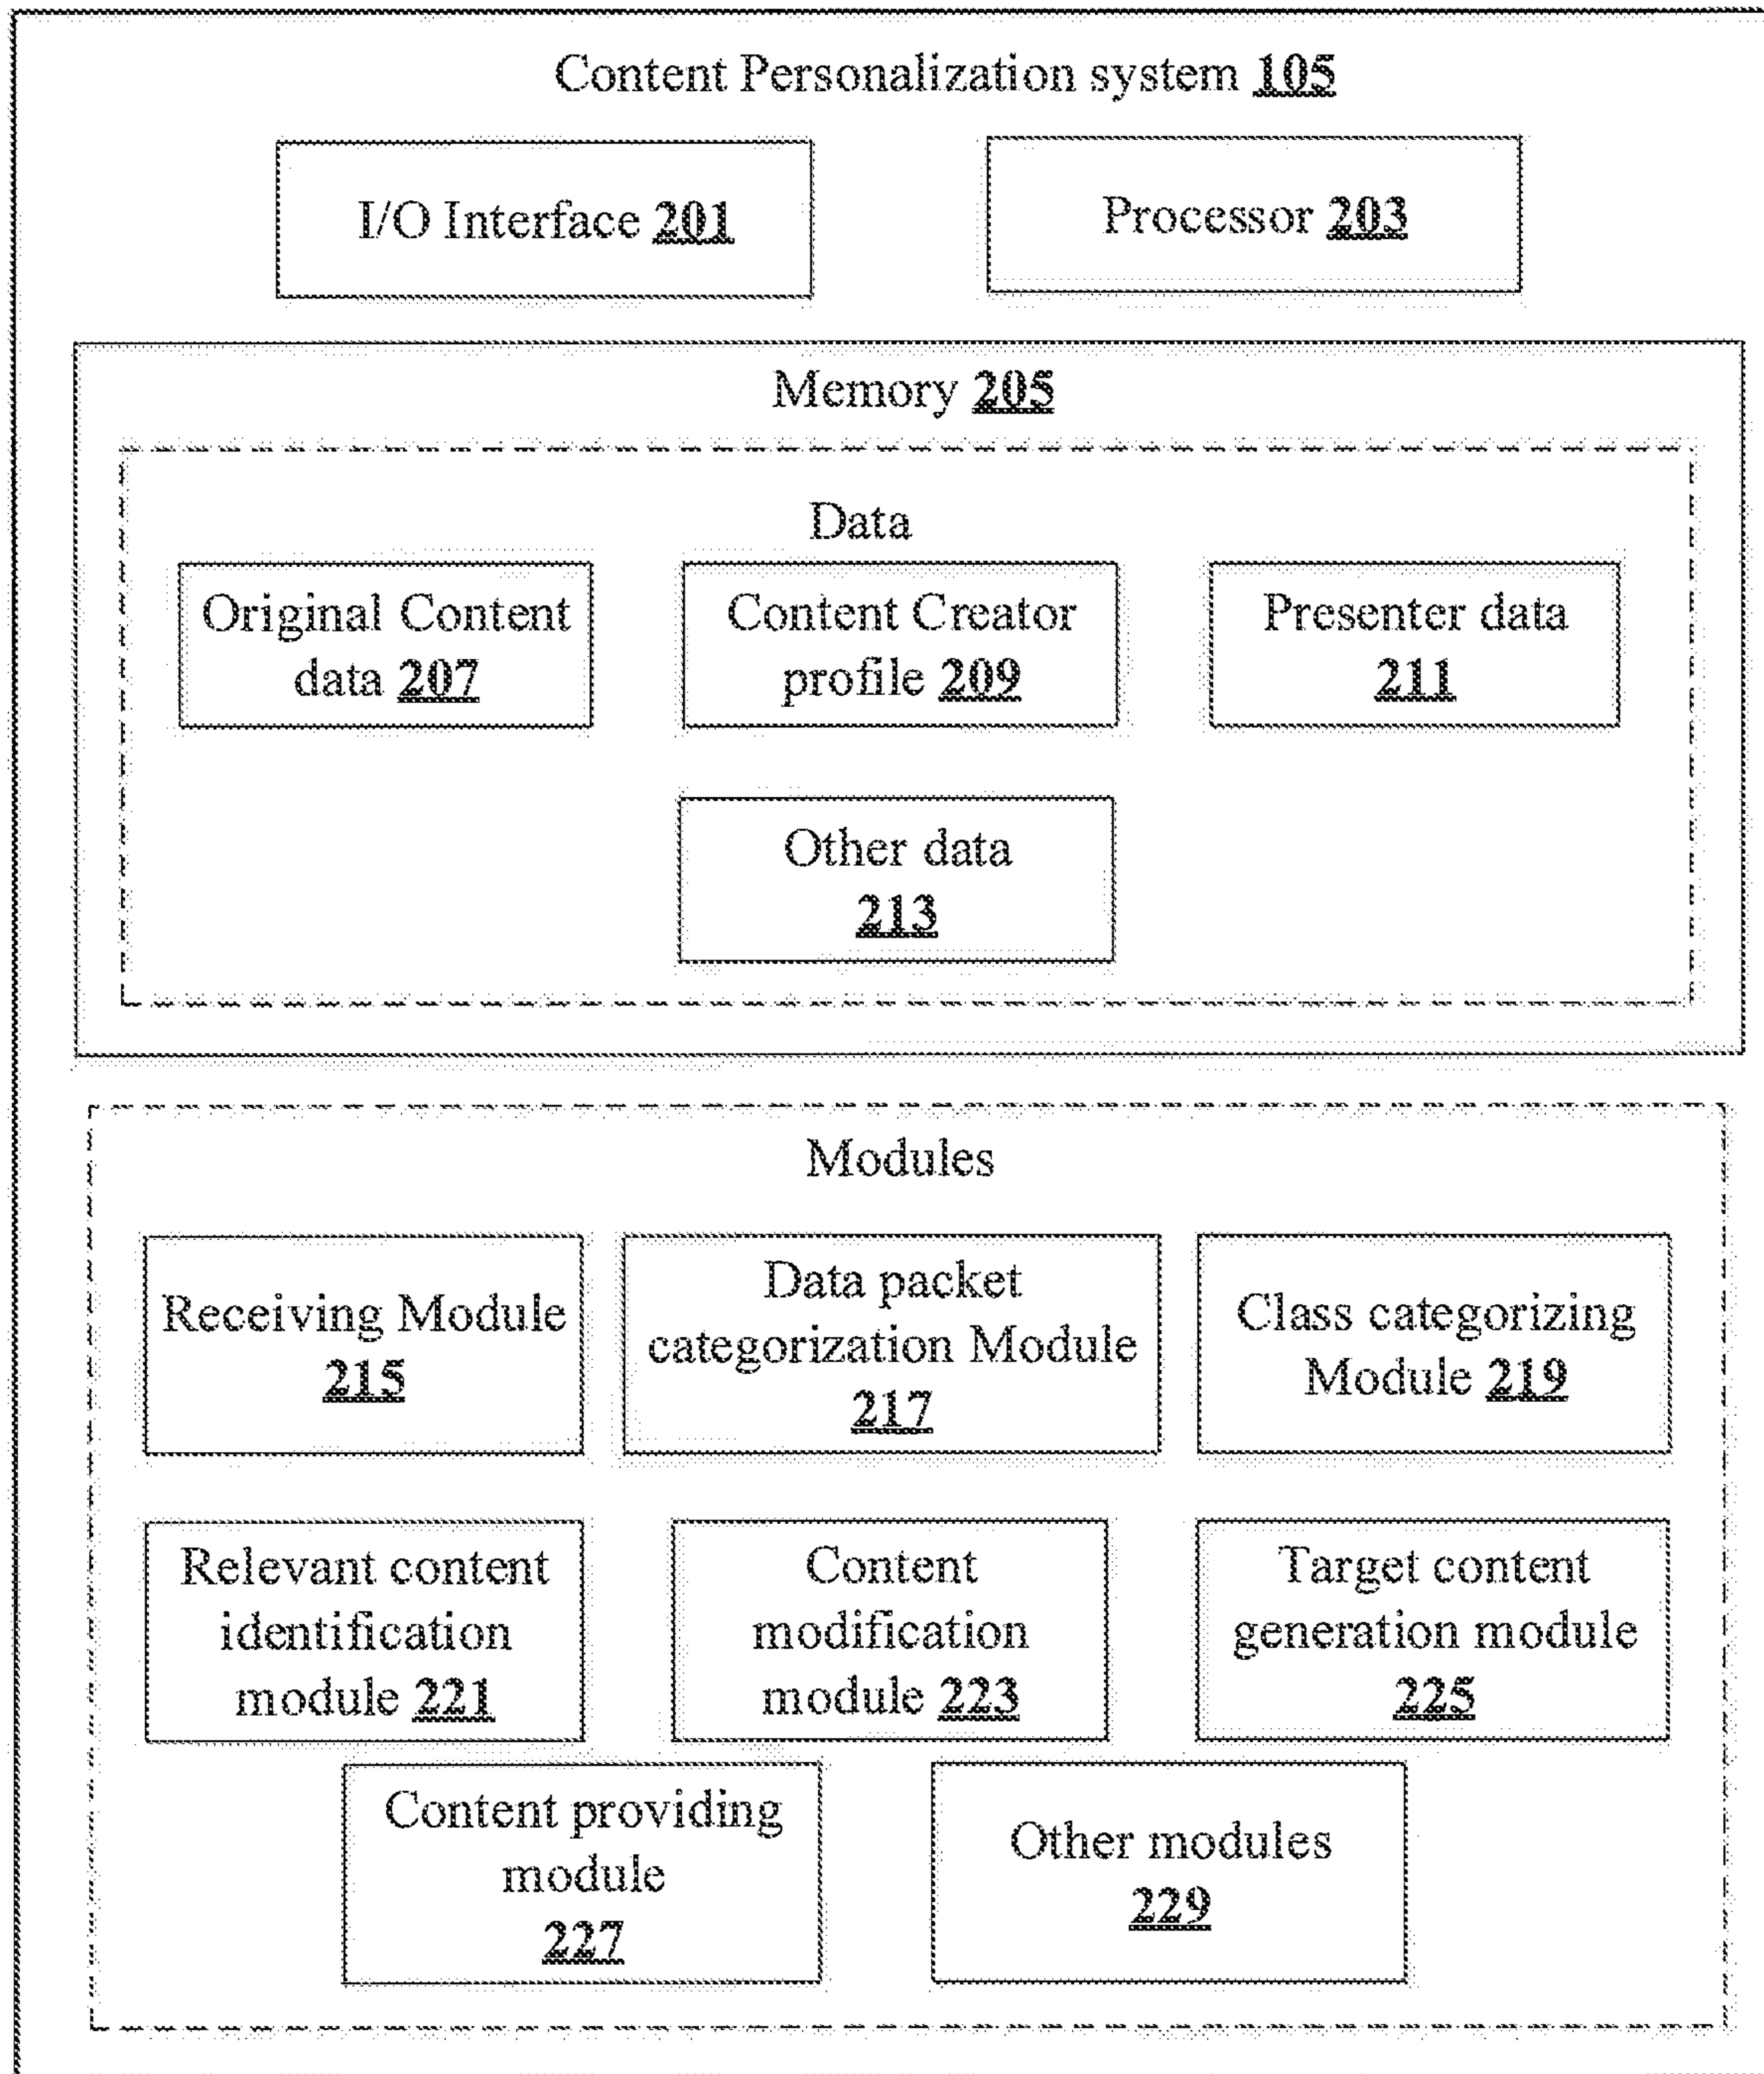 Content Personalization system 105
I/O Interface 201
Processor 203
Memory 205
Data
Original Content
data 207
Content Creator
profile 209
Presenter data
211
Other data
213
Modules
Receiving Module
215
Data packet
categorization Module
217
Class categorizing
Module 219
Relevant content
identification
module 221
Content
modification
module 223
Target content
generation module
225
Content providing
module
227
Other modules
229